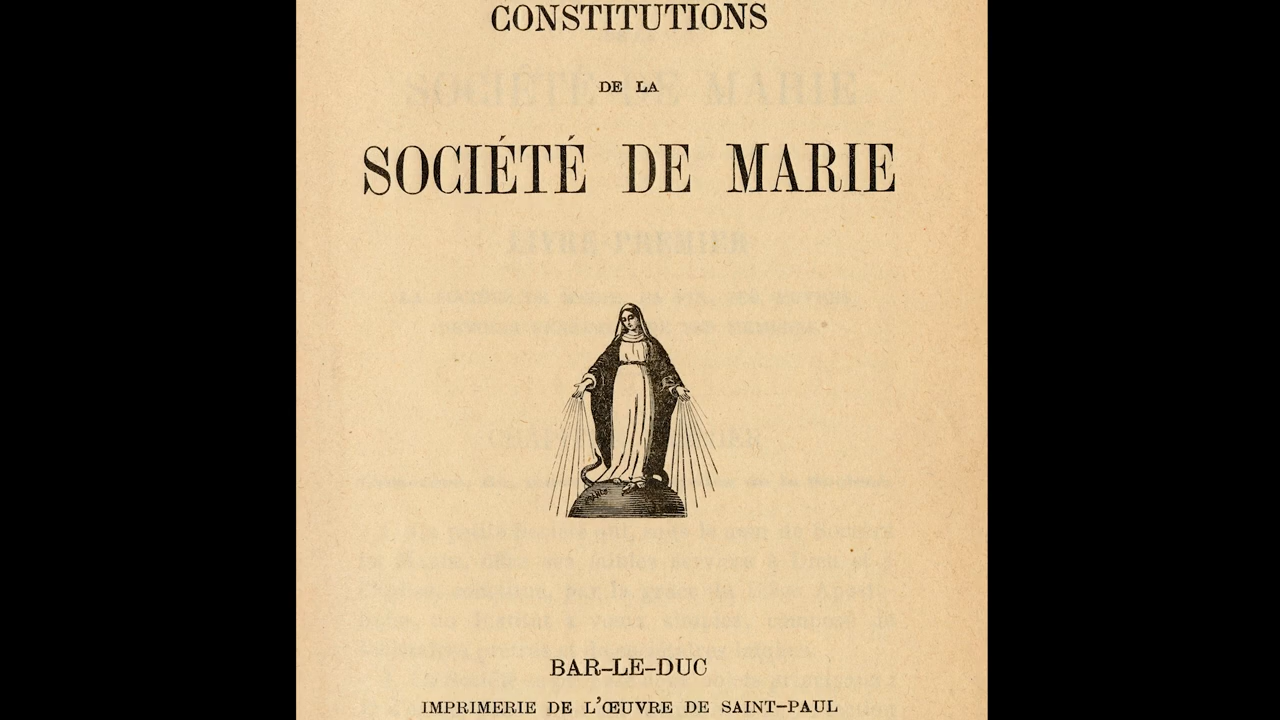 CONSTITUTIONS
DE LA
SOCIÉTÉ DE MARIE
BAR-LE-DUC
IMPRIMERIE DE L'ŒUVRE DE SAINT-PAUL